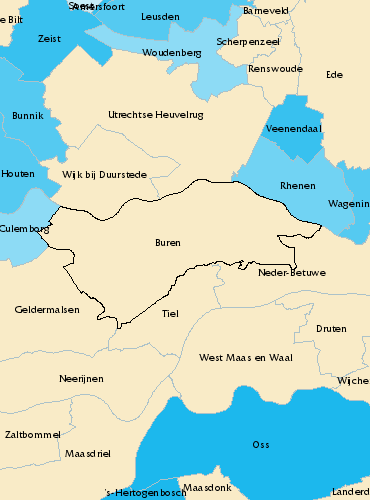 Soest
Amersfoort
Barneveld
Leusden
e Bilt
Zeist
Scherpenzeel
Woudenberg
Renswoude
Ede
Bunnik
Utrechtse Heuvelrug
Veenendaal
Houten
Wijk bij Duurstede
Rhenen
Wagenin
Culemborg
Buren
Neder-Betuwe
Geldermalsen
Tiel
Druten
West Maas en Waal
Neerijnen
Wijche
Zaltbommel
Oss
Maasdriel
's-Hertogenbosch
Maasdonk
Landerd